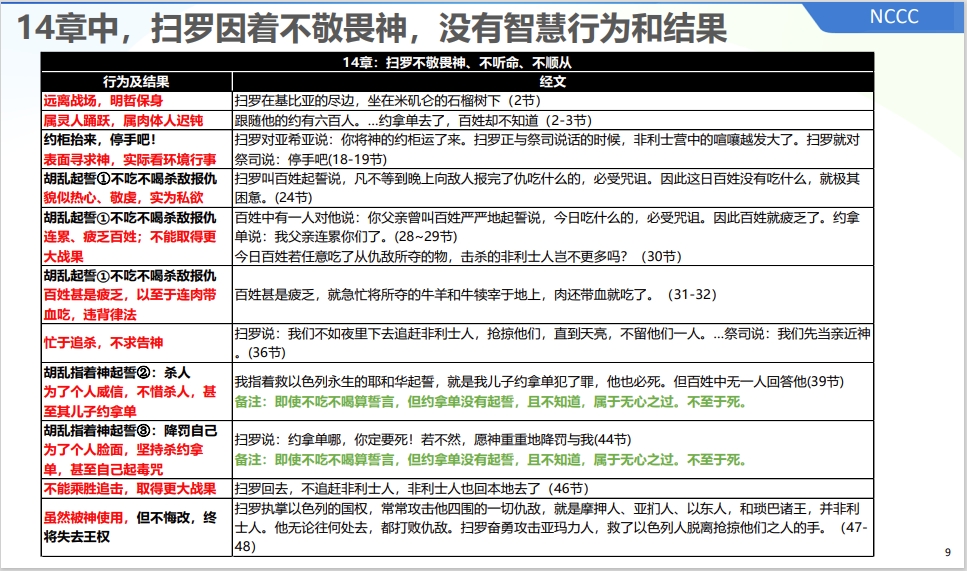 NCCC
14章中，扫罗因着不敬畏神，没有智慧行为和结果
14章：扫罗不敬畏神、不听命、不顺从
行为及结果
经文
远离战场，明哲保身
扫罗在基比亚的尽边，坐在米矶仑的石榴树下（2节）
属灵人踊跃，属肉体人迟钝
跟随他的约有六百人。…约拿单去了，百姓却不知道（2-3节）
约柜抬来，停手吧！
表面寻求神，实际看环境行事
扫罗对亚希亚说：你将神的约柜运了来。扫罗正与祭司说话的时候，非利士营中的喧嚷越发大了。扫罗就对
祭司说：停手吧(18-19节)
胡乱起誓①不吃不喝杀敌报仇
貌似热心、敬虔，实为私欲
扫罗叫百姓起誓说，凡不等到晚上向敌人报完了仇吃什么的，必受咒诅。因此这日百姓没有吃什么，就极其
困意。(24节)
胡乱起誓①不吃不喝杀敌报仇
连累、疲乏百姓；不能取得更
大战果
百姓中有一人对他说：你父亲曾叫百姓严严地起誓说，今日吃什么的，必受咒诅。因此百姓就疲乏了。约拿
单说：我父亲连累你们了。(28~29节)
今日百姓若任意吃了从仇敌所夺的物，击杀的非利士人岂不更多吗？（30节）
胡乱起誓①不吃不喝杀敌报仇
百姓甚是疲乏，以至于连肉带
血吃，违背律法
百姓甚是疲乏，就急忙将所夺的牛羊和牛犊宰于地上，肉还带血就吃了。（31-32）
忙于追杀，不求告神
扫罗说：我们不如夜里下去追赶非利士人，抢掠他们，直到天亮，不留他们一人。…祭司说：我们先当亲近神
。(36节)
胡乱指着神起誓②：杀人
为了个人威信，不惜杀人，甚
至其儿子约拿单
我指着救以色列永生的耶和华起誓，就是我儿子约拿单犯了罪，他也必死。但百姓中无一人回答他(39节)
备注：即使不吃不喝算誓言，但约拿单没有起誓，且不知道，属于无心之过。不至于死。
胡乱指着神起誓③：降罚自己
为了个人脸面，坚持杀约拿
单，甚至自己起毒咒
扫罗说：约拿单哪，你定要死！若不然，愿神重重地降罚与我(44节)
备注：即使不吃不喝算誓言，但约拿单没有起誓，且不知道，属于无心之过。不至于死。
不能乘胜追击，取得更大战果
扫罗回去，不追赶非利士人，非利士人也回本地去了（46节）
虽然被神使用，但不悔改，终
将失去王权
扫罗执掌以色列的国权，常常攻击他四围的一切仇敌，就是摩押人、亚扪人、以东人，和琐巴诸王，并非利
士人。他无论往何处去，都打败仇敌。扫罗奋勇攻击亚玛力人，救了以色列人脱离抢掠他们之人的手。（47-
48）
9